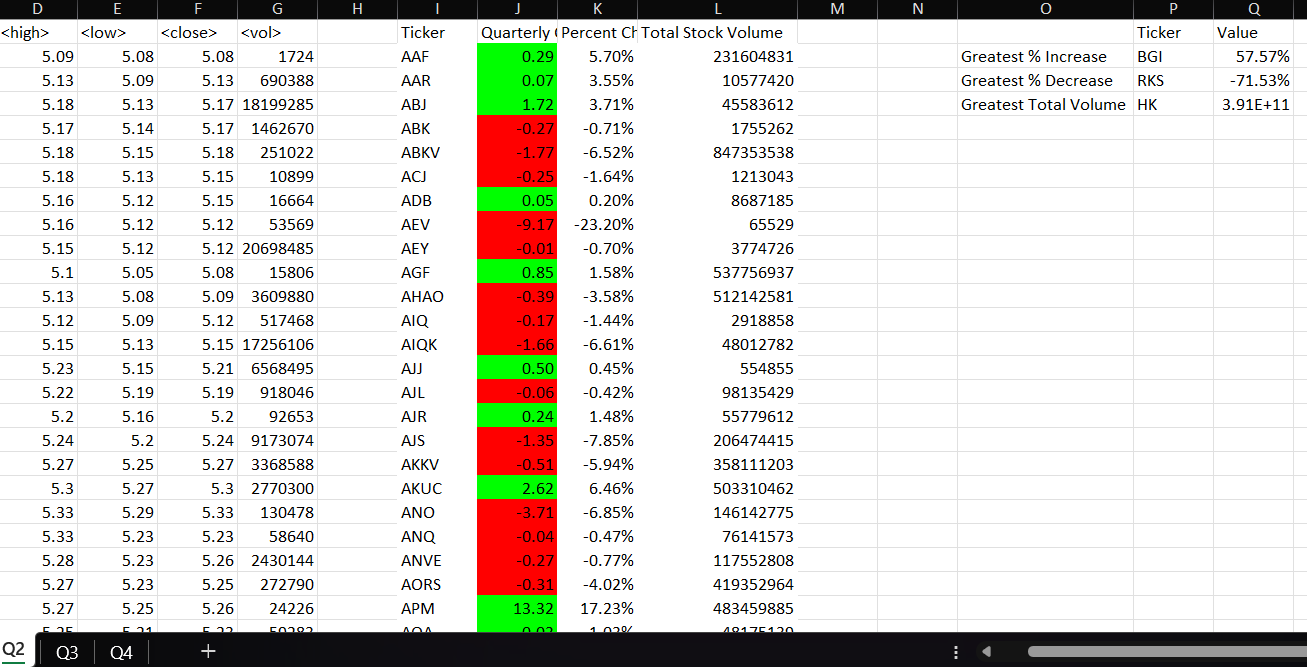 D E F G H I J K L M N O P Q
<high> <low> <close> <vol> Ticker Quarterly Percent Ch Total Stock Volume Ticker Value
5.09 5.08 5.08 1724 AAF 0.29 5.70% 231604831 Greatest % Increase BGI 57.57%
5.13 5.09 5.13 690388 AAR 0.07 3.55% 10577420 Greatest % Decrease RKS -71.53%
5.18 5.13 5.17 18199285 ABJ 1.72 3.71% 45583612 Greatest Total Volume HK 3.91E+11
5.17 5.14 5.17 1462670 ABK -0.27 -0.71% 1755262
5.18 5.15 5.18 251022 ABKV -1.77 -6.52% 847353538
5.18 5.13 5.15 10899 ACJ -0.25 -1.64% 1213043
5.16 5.12 5.15 16664 ADB 0.05 0.20% 8687185
5.16 5.12 5.12 53569 AEV -9.17 -23.20% 65529
5.15 5.12 5.12 20698485 AEY -0.01 -0.70% 3774726
5.1 5.05 5.08 15806 AGF 0.85 1.58% 537756937
5.13 5.08 5.09 3609880 AHAO -0.39 -3.58% 512142581
5.12 5.09 5.12 517468 AIQ -0.17 -1.44% 2918858
5.15 5.13 5.15 17256106 AIQK -1.66 -6.61% 48012782
5.23 5.15 5.21 6568495 AJJ 0.50 0.45% 554855
5.22 5.19 5.19 918046 AJL -0.06 -0.42% 98135429
5.2 5.16 5.2 92653 AJR 0.24 1.48% 55779612
5.24 5.2 5.24 9173074 AJS -1.35 -7.85% 206474415
5.27 5.25 5.27 3368588 AKKV -0.51 -5.94% 358111203
5.3 5.27 5.3 2770300 AKUC 2.62 6.46% 503310462
5.33 5.29 5.33 130478 ANO -3.71 -6.85% 146142775
5.33 5.23 5.23 58640 ANQ -0.04 -0.47% 76141573
5.28 5.23 5.26 2430144 ANVE -0.27 -0.77% 117552808
5.27 5.23 5.25 272790 AORS -0.31 -4.02% 419352964
5.27 5.25 5.26 24226 APM 13.32 17.23% 483459885
Q2 Q3 Q4 +